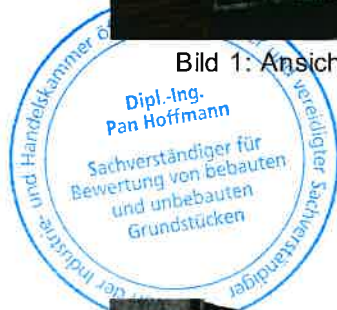 Bild 1: Ansich
Von der Industrie- und Handelskammer ö
und vereidigter Sachverständiger
Dipl.-Ing.
Pan Hoffmann
Sachverständiger für
Bewertung von bebauten
und unbebauten
Grundstücken